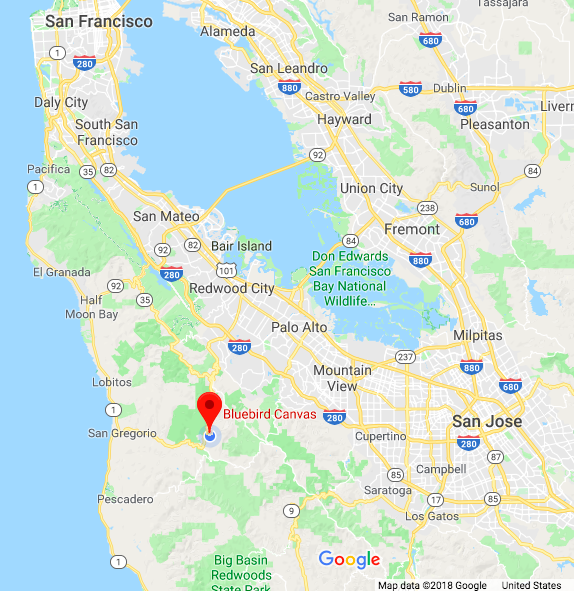 San Francisco
Alameda
San Ramon
Tassajara
1
280
680
San Leandro
880
Castro Valley
580
Dublin
680
Livern
Daly City
Hayward
Pleasanton
South San
Francisco
92
Pacifica
35
82
84
1
Union City
Sunol
238
San Mateo
Fremont
680
92
82
Bair Island
84
Don Edwards
San Francisco
Bay National
Wildlife...
880
El Granada
280
101
92
Redwood City
Half
Moon Bay
35
Palo Alto
Milpitas
280
237
880
Mountain
View
Lobitos
680
1
Bluebird Canvas
280
San Jose
San Gregorio
Cupertino
280
87
Campbell
Saratoga
Pescadero
17
85
85
9
Los Gatos
1
Big Basin
Redwoods
State Park
Google
Map data ©2018 Google
United States